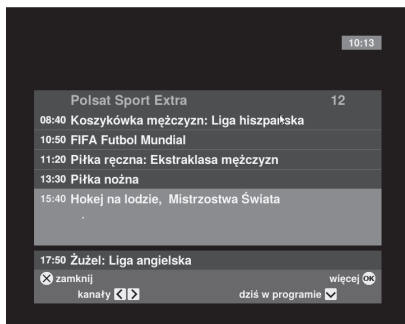 10:13
Polsat Sport Extra 12
08:40 Koszykówka mężczyzn: Liga hiszpańska
10:50 FIFA Futbol Mundial
11:20 Piłka ręczna: Ekstraklasa mężczyzn
13:30 Piłka nożna
15:40 Hokej na lodzie, Mistrzostwa Świata
.
17:50 Żużel: Liga angielska
zamknij więcej OK
kanały dziś w programie